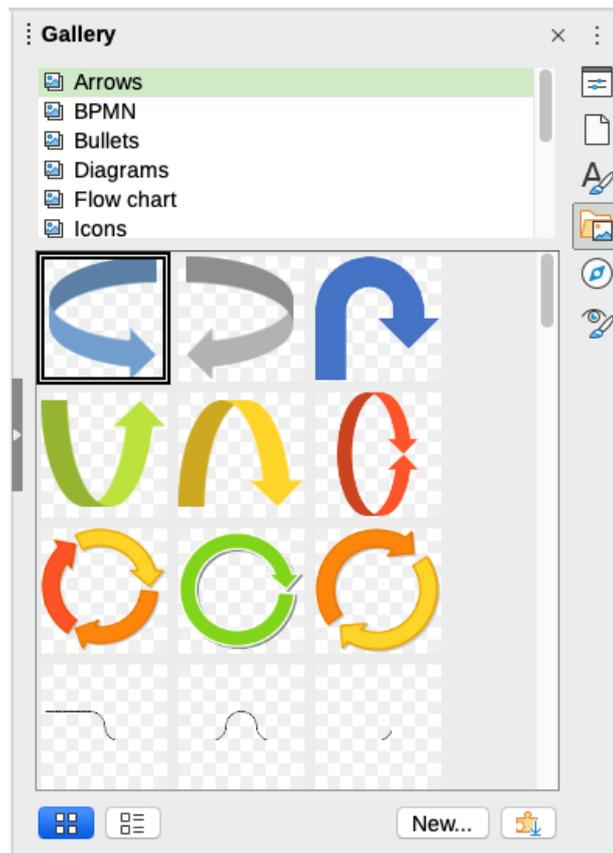 Gallery
Arrows
BPMN
Bullets
Diagrams
Flow chart
Icons
New...